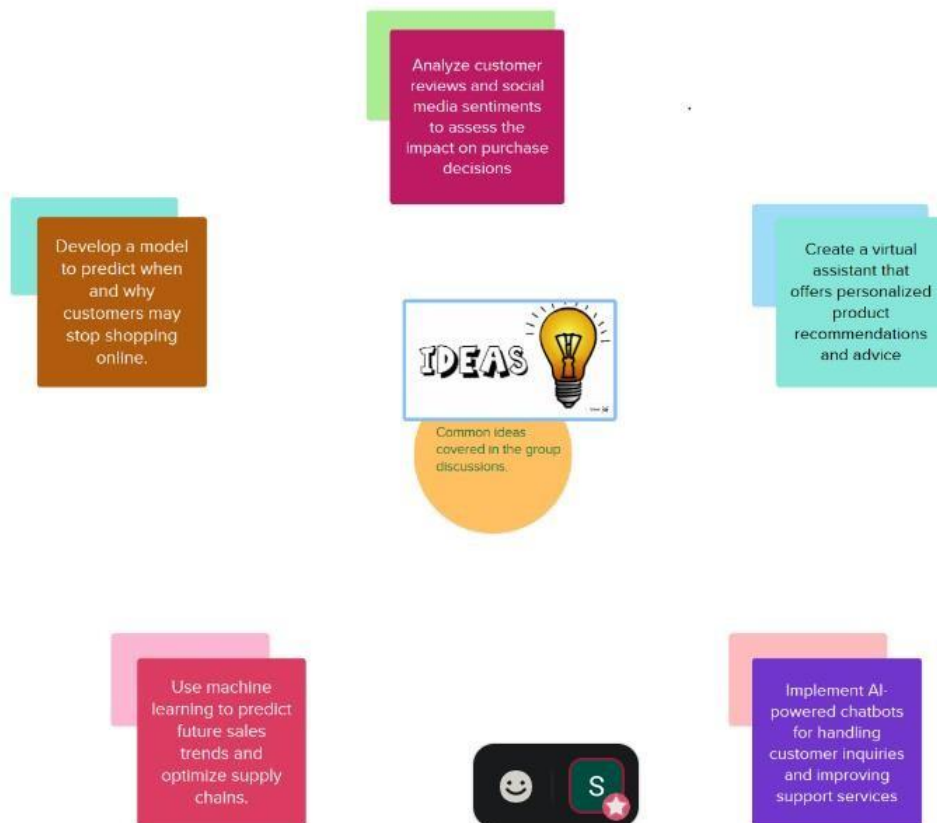 Analyze customer
reviews and social
media sentiments
to assess the
impact on purchase
decisions
Develop a model
to predict when
and why
customers may
stop shopping
online.
Create a virtual
assistant that
offers personalized
product
recommendations
and advice
IDEAS
Common ideas
covered in the group
discussions.
Use machine
learning to predict
future sales
trends and
optimize supply
chains.
Implement AI-
powered chatbots
for handling
customer inquiries
and improving
support services
S